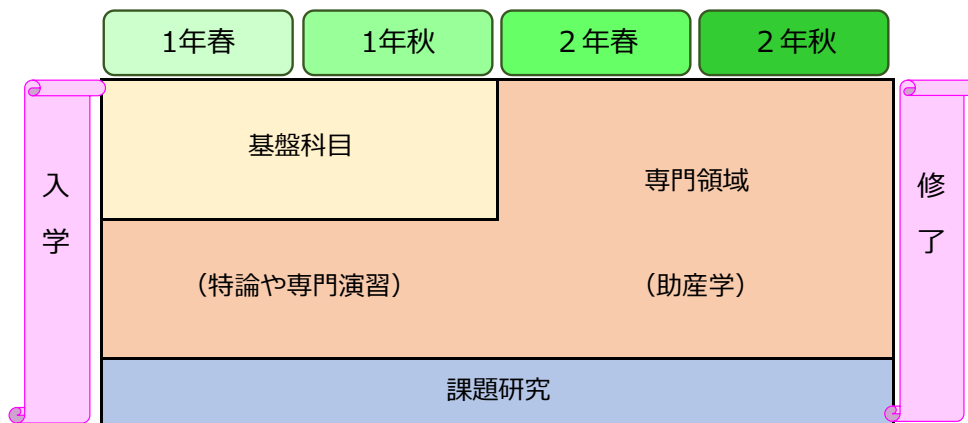 1年春
1年秋
２年春
２年秋
入学
基盤科目
専門領域
（特論や専門演習）
（助産学）
課題研究
修了